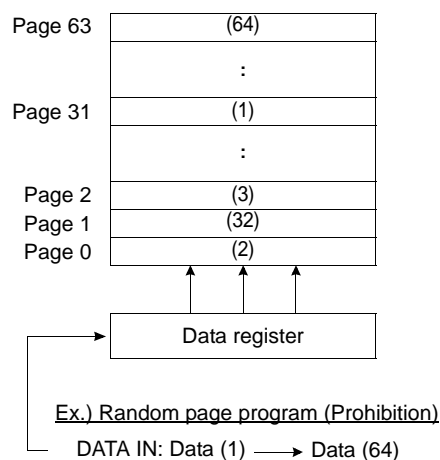 Page 63 (64)
:
Page 31 (1)
:
Page 2 (3)
Page 1 (32)
Page 0 (2)
Data register
Ex.) Random page program (Prohibition)
DATA IN: Data (1) Data (64)